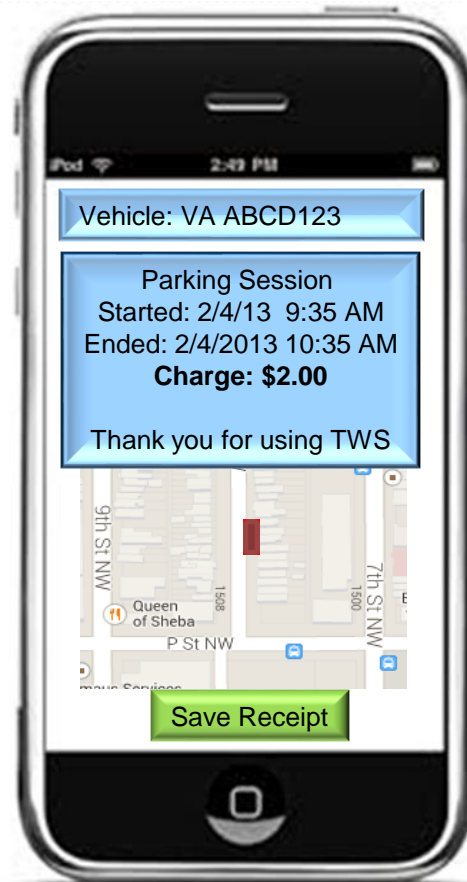 iPod 2:49 PM
Vehicle: VA ABCD123
Parking Session
Started: 2/4/13 9:35 AM
Ended: 2/4/2013 10:35 AM
Charge: $2.00
Thank you for using TWS
9th St NW
Queen
of Sheba
1508
1500
7th St NW
P St NW
Services
Save Receipt